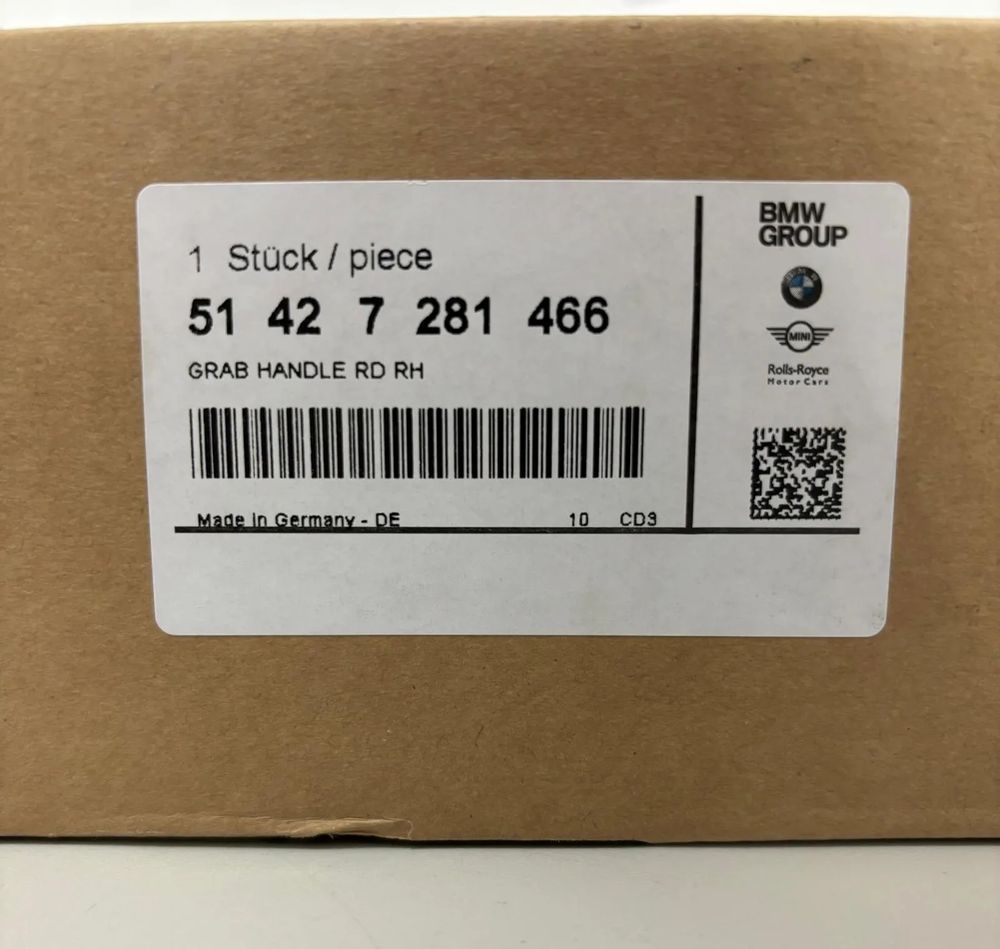 1 Stück / piece
51 42 7 281 466
GRAB HANDLE RD RH
Made in Germany - DE 10 CD3
BMW
GROUP
BMW
MINI
Rolls-Royce
Motor Cars